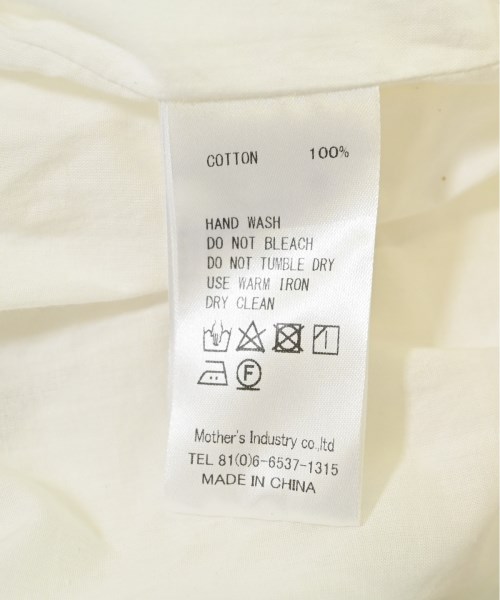 COTTON 100%
HAND WASH
DO NOT BLEACH
DO NOT TUMBLE DRY
USE WARM IRON
DRY CLEAN
F
Mother's Industry co.,ltd
TEL 81(0)6-6537-1315
MADE IN CHINA